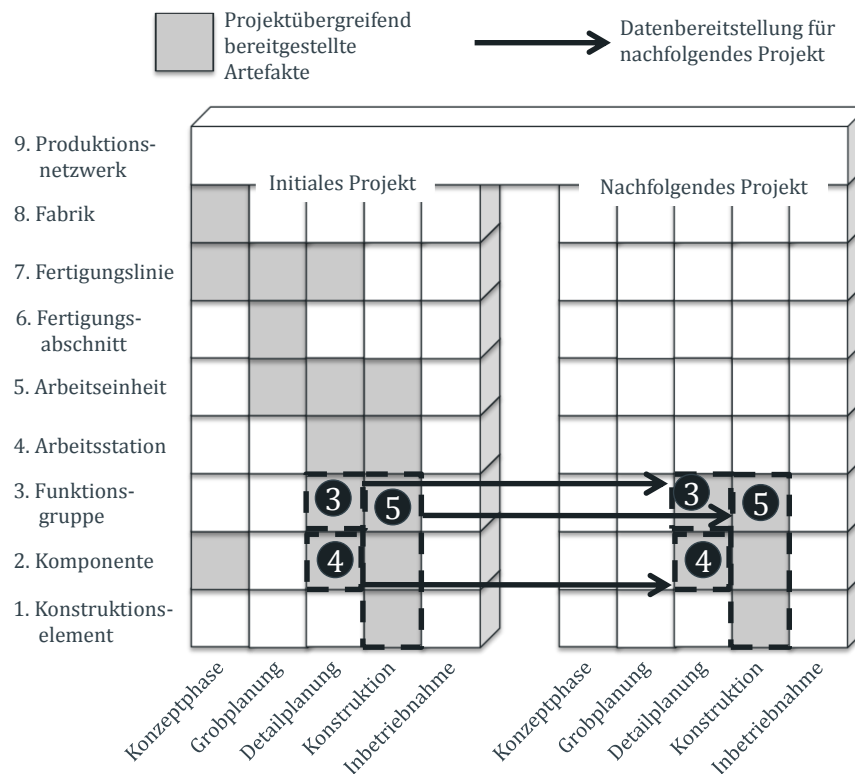 Projektübergreifend
bereitgestellte
Artefakte
Datenbereitstellung für
nachfolgendes Projekt
9. Produktions-
netzwerk
Initiales Projekt
Nachfolgendes Projekt
8. Fabrik
7. Fertigungslinie
6. Fertigungs-
abschnitt
5. Arbeitseinheit
4. Arbeitsstation
3. Funktions-
gruppe
3
5
3
5
2. Komponente
4
4
1. Konstruktions-
element
Konzeptphase
Grobplanung
Detailplanung
Konstruktion
Inbetriebnahme
Konzeptphase
Grobplanung
Detailplanung
Konstruktion
Inbetriebnahme